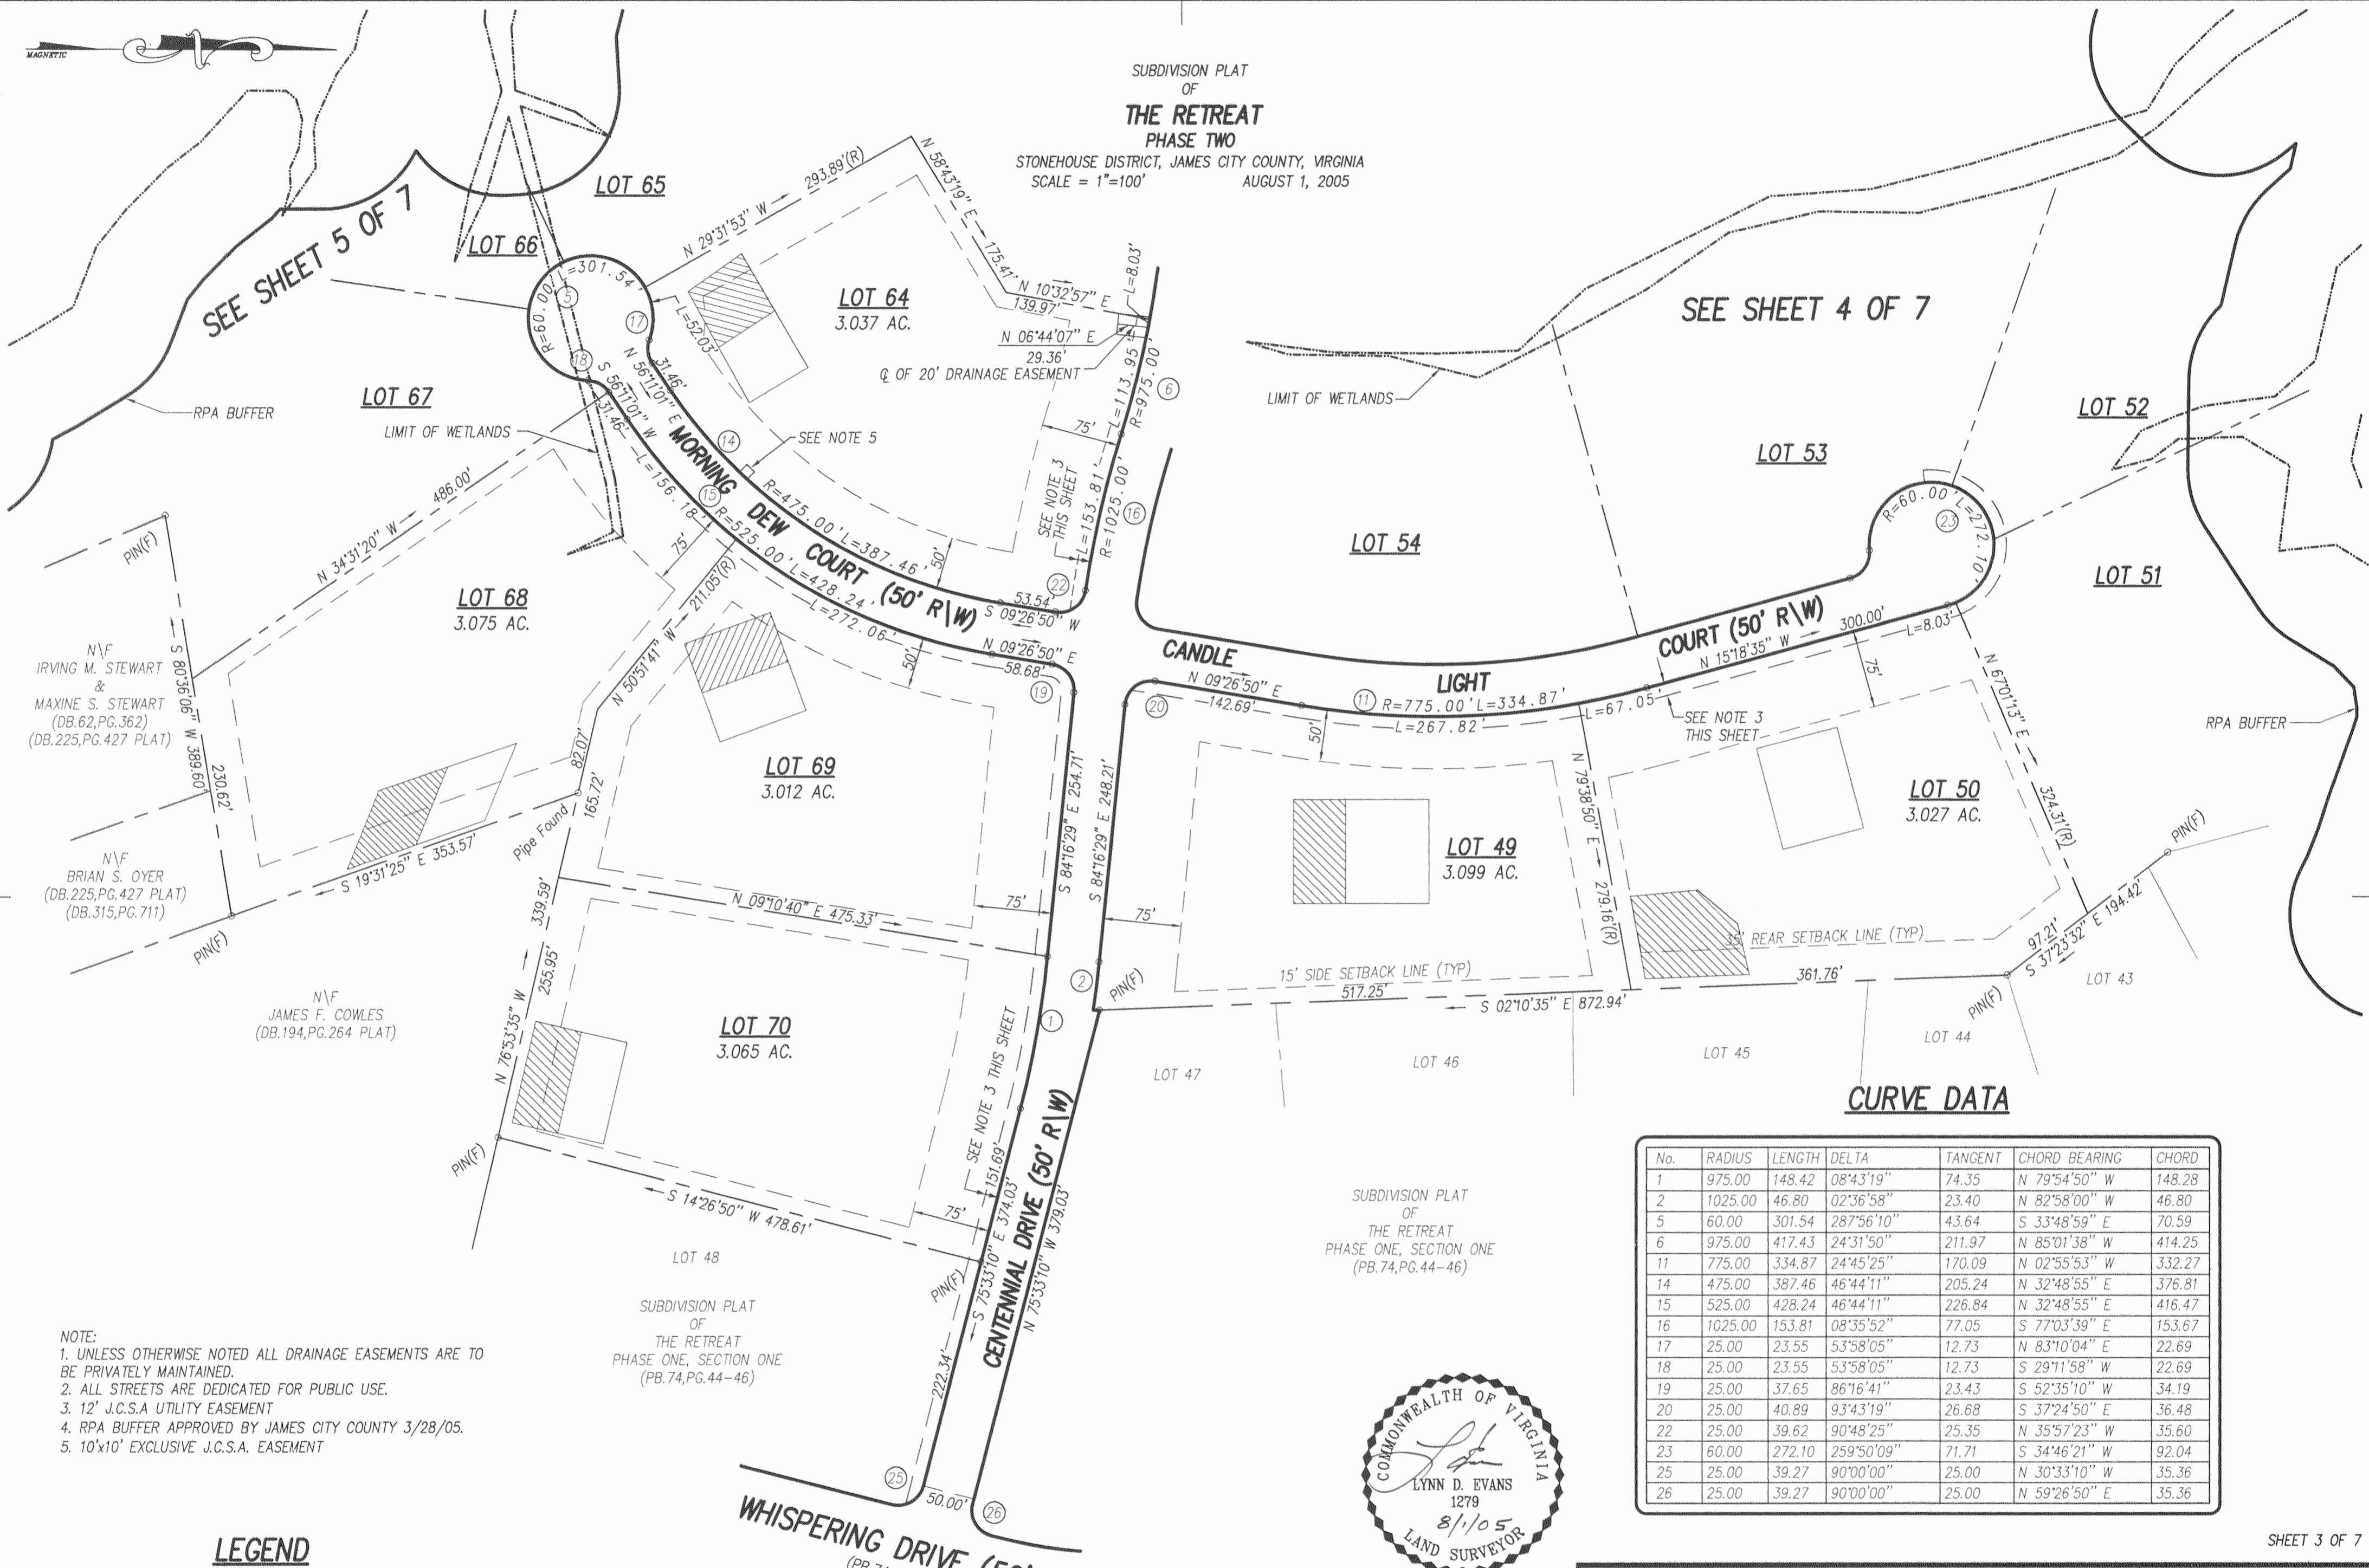 MAGNETIC
SUBDIVISION PLAT
OF
THE RETREAT
PHASE TWO
STONEHOUSE DISTRICT, JAMES CITY COUNTY, VIRGINIA
SCALE = 1"=100' AUGUST 1, 2005
SEE SHEET 5 OF 7
LOT 65
LOT 66
LOT 67
RPA BUFFER
LIMIT OF WETLANDS
R=60.00' L=301.54'
5
17
18
L=52.03'
N 29°31'53" W 293.89'(R)
N 58°43'19" E 175.41'
N 10°32'57" E
139.97'
L=8.03'
LOT 64
3.037 AC.
N 06°44'07" E
29.36'
℄ OF 20' DRAINAGE EASEMENT
L=113.95'
R=975.00'
6
75'
SEE NOTE 3
THIS SHEET
L=153.81'
R=1025.00'
16
N 56°11'01" E
31.46'
S 56°11'01" W
31.46'
14
SEE NOTE 5
15
MORNING DEW COURT (50' R\W)
R=475.00' L=387.46'
R=525.00' L=428.24'
L=156.18'
L=272.06'
50'
50'
75'
53.54'
S 09°26'50" W
22
N 09°26'50" E
58.68'
19
SEE SHEET 4 OF 7
LIMIT OF WETLANDS
LOT 52
LOT 53
LOT 54
LOT 51
R=60.00' L=272.10'
23
CANDLE LIGHT COURT (50' R\W)
N 15°18'35" W 300.00'
L=8.03'
75'
N 09°26'50" E
142.69'
20
11
R=775.00' L=334.87'
L=267.82'
L=67.05'
50'
SEE NOTE 3
THIS SHEET
RPA BUFFER
N 67°01'13" E 324.31'(R)
N 34°31'20" W 486.00'
PIN(F)
LOT 68
3.075 AC.
N\F
IRVING M. STEWART
&
MAXINE S. STEWART
(DB.62,PG.362)
(DB.225,PG.427 PLAT)
S 80°36'06" W 389.60'
230.62'
N\F
BRIAN S. OYER
(DB.225,PG.427 PLAT)
(DB.315,PG.711)
PIN(F)
S 19°31'25" E 353.57'
Pipe Found
82.07'
165.72'
N 50°51'41" W 211.05'(R)
LOT 69
3.012 AC.
S 84°16'29" E 254.71'
S 84°16'29" E 248.21'
75'
75'
LOT 49
3.099 AC.
N 79°38'50" E 279.16'(R)
LOT 50
3.027 AC.
35' REAR SETBACK LINE (TYP)
15' SIDE SETBACK LINE (TYP)
517.25'
S 02°10'35" E 872.94'
361.76'
PIN(F)
97.21'
S 37°23'32" E 194.42'
PIN(F)
LOT 43
LOT 44
LOT 45
LOT 46
LOT 47
PIN(F)
2
1
N\F
JAMES F. COWLES
(DB.194,PG.264 PLAT)
339.59'
255.95'
N 76°53'35" W
N 09°10'40" E 475.33'
LOT 70
3.065 AC.
PIN(F)
S 14°26'50" W 478.61'
75'
SEE NOTE 3 THIS SHEET
151.69'
S 75°33'10" E 374.03'
222.34'
CENTENNIAL DRIVE (50' R\W)
N 75°33'10" W 379.03'
PIN(F)
LOT 48
SUBDIVISION PLAT
OF
THE RETREAT
PHASE ONE, SECTION ONE
(PB.74,PG.44-46)
SUBDIVISION PLAT
OF
THE RETREAT
PHASE ONE, SECTION ONE
(PB.74,PG.44-46)
25
50.00'
26
WHISPERING DRIVE
NOTE:
1. UNLESS OTHERWISE NOTED ALL DRAINAGE EASEMENTS ARE TO
BE PRIVATELY MAINTAINED.
2. ALL STREETS ARE DEDICATED FOR PUBLIC USE.
3. 12' J.C.S.A UTILITY EASEMENT
4. RPA BUFFER APPROVED BY JAMES CITY COUNTY 3/28/05.
5. 10'x10' EXCLUSIVE J.C.S.A. EASEMENT
LEGEND
COMMONWEALTH OF VIRGINIA
LYNN D. EVANS
1279
8/1/05
LAND SURVEYOR
CURVE DATA
No. RADIUS LENGTH DELTA TANGENT CHORD BEARING CHORD
1 975.00 148.42 08°43'19" 74.35 N 79°54'50" W 148.28
2 1025.00 46.80 02°36'58" 23.40 N 82°58'00" W 46.80
5 60.00 301.54 287°56'10" 43.64 S 33°48'59" E 70.59
6 975.00 417.43 24°31'50" 211.97 N 85°01'38" W 414.25
11 775.00 334.87 24°45'25" 170.09 N 02°55'53" W 332.27
14 475.00 387.46 46°44'11" 205.24 N 32°48'55" E 376.81
15 525.00 428.24 46°44'11" 226.84 N 32°48'55" E 416.47
16 1025.00 153.81 08°35'52" 77.05 S 77°03'39" E 153.67
17 25.00 23.55 53°58'05" 12.73 N 83°10'04" E 22.69
18 25.00 23.55 53°58'05" 12.73 S 29°11'58" W 22.69
19 25.00 37.65 86°16'41" 23.43 S 52°35'10" W 34.19
20 25.00 40.89 93°43'19" 26.68 S 37°24'50" E 36.48
22 25.00 39.62 90°48'25" 25.35 N 35°57'23" W 35.60
23 60.00 272.10 259°50'09" 71.71 S 34°46'21" W 92.04
25 25.00 39.27 90°00'00" 25.00 N 30°33'10" W 35.36
26 25.00 39.27 90°00'00" 25.00 N 59°26'50" E 35.36
SHEET 3 OF 7